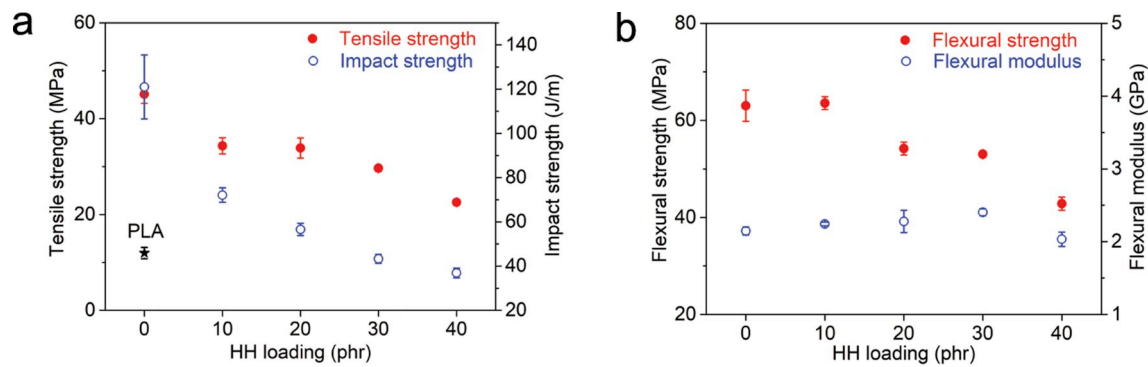 a
60
40
20
0
Tensile strength (MPa)
Tensile strength
Impact strength
PLA
140
120
100
80
60
40
20
Impact strength (J/m)
0 10 20 30 40
HH loading (phr)
b
80
60
40
20
Flexural strength (MPa)
Flexural strength
Flexural modulus
5
4
3
2
1
Flexural modulus (GPa)
0 10 20 30 40
HH loading (phr)